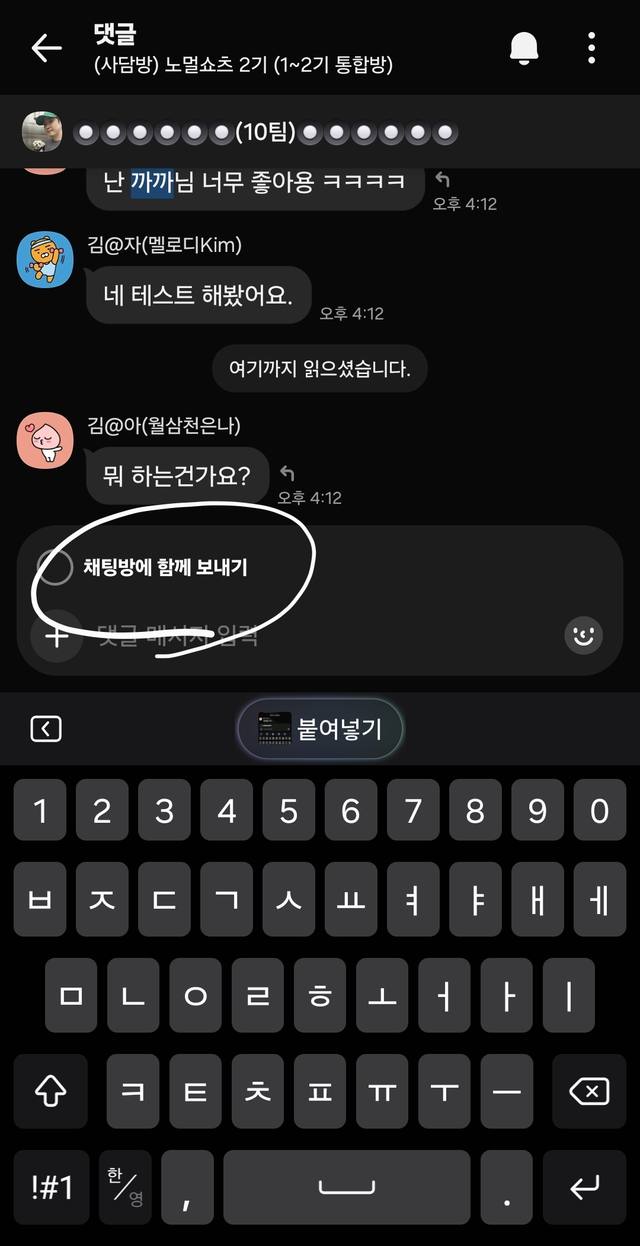 댓글
(사담방) 노멀쇼츠 2기 (1~2기 통합방)
(10팀)
난 까까님 너무 좋아용 ㅋㅋㅋㅋ
오후 4:12
김@자(멜로디Kim)
네 테스트 해봤어요.
오후 4:12
여기까지 읽으셨습니다.
김@아(월삼천은나)
뭐 하는건가요?
오후 4:12
채팅방에 함께 보내기
댓글 메시지 입력
붙여넣기
1 2 3 4 5 6 7 8 9 0
ㅂ ㅈ ㄷ ㄱ ㅅ ㅛ ㅕ ㅑ ㅐ ㅔ
ㅁ ㄴ ㅇ ㄹ ㅎ ㅗ ㅓ ㅏ ㅣ
ㅋ ㅌ ㅊ ㅍ ㅠ ㅜ ㅡ
!#1 한/영 , .